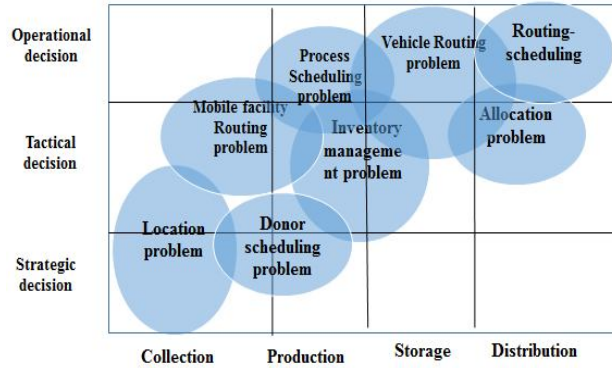 Operational
decision
Process
Scheduling
problem
Vehicle Routing
problem
Routing-
scheduling
Tactical
decision
Mobile facility
Routing
problem
Inventory
manageme
nt problem
Allocation
problem
Strategic
decision
Location
problem
Donor
scheduling
problem
Collection
Production
Storage
Distribution